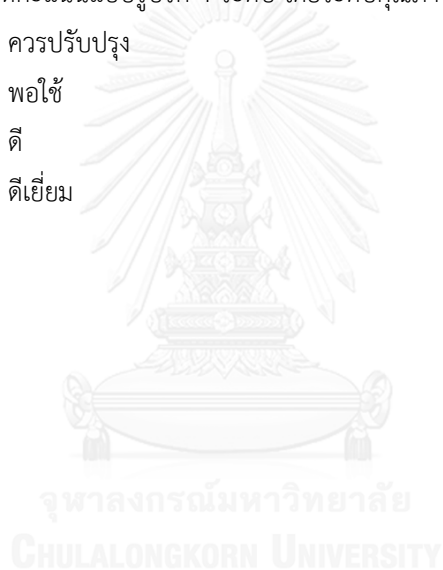 ควรปรับปรุง
พอใช้
ดี
ดีเยี่ยม
จุฬาลงกรณ์มหาวิทยาลัย
CHULALONGKORN UNIVERSITY